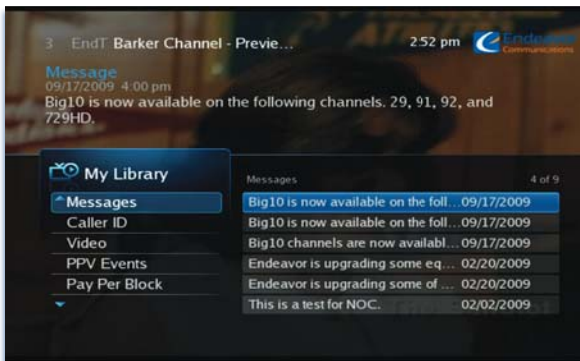 3 EndT Barker Channel - Previe... 2:52 pm Endeavor
Communications
Message
09/17/2009 4:00 pm
Big10 is now available on the following channels. 29, 91, 92, and
729HD.
My Library
Messages 4 of 9
Messages
Caller ID
Video
PPV Events
Pay Per Block
Big10 is now available on the foll...09/17/2009
Big10 is now available on the foll...09/17/2009
Big10 channels are now availabl...09/17/2009
Endeavor is upgrading some eq... 02/20/2009
Endeavor is upgrading some of ... 02/20/2009
This is a test for NOC. 02/02/2009